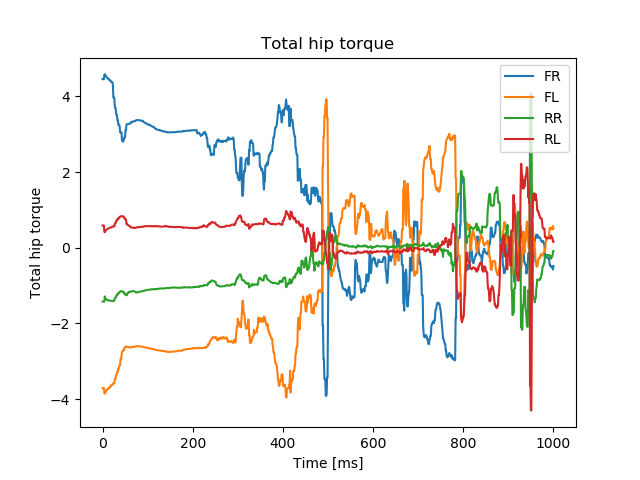 Total hip torque
FR
FL
RR
RL
Total hip torque
4
2
0
−2
−4
0
200
400
600
800
1000
Time [ms]